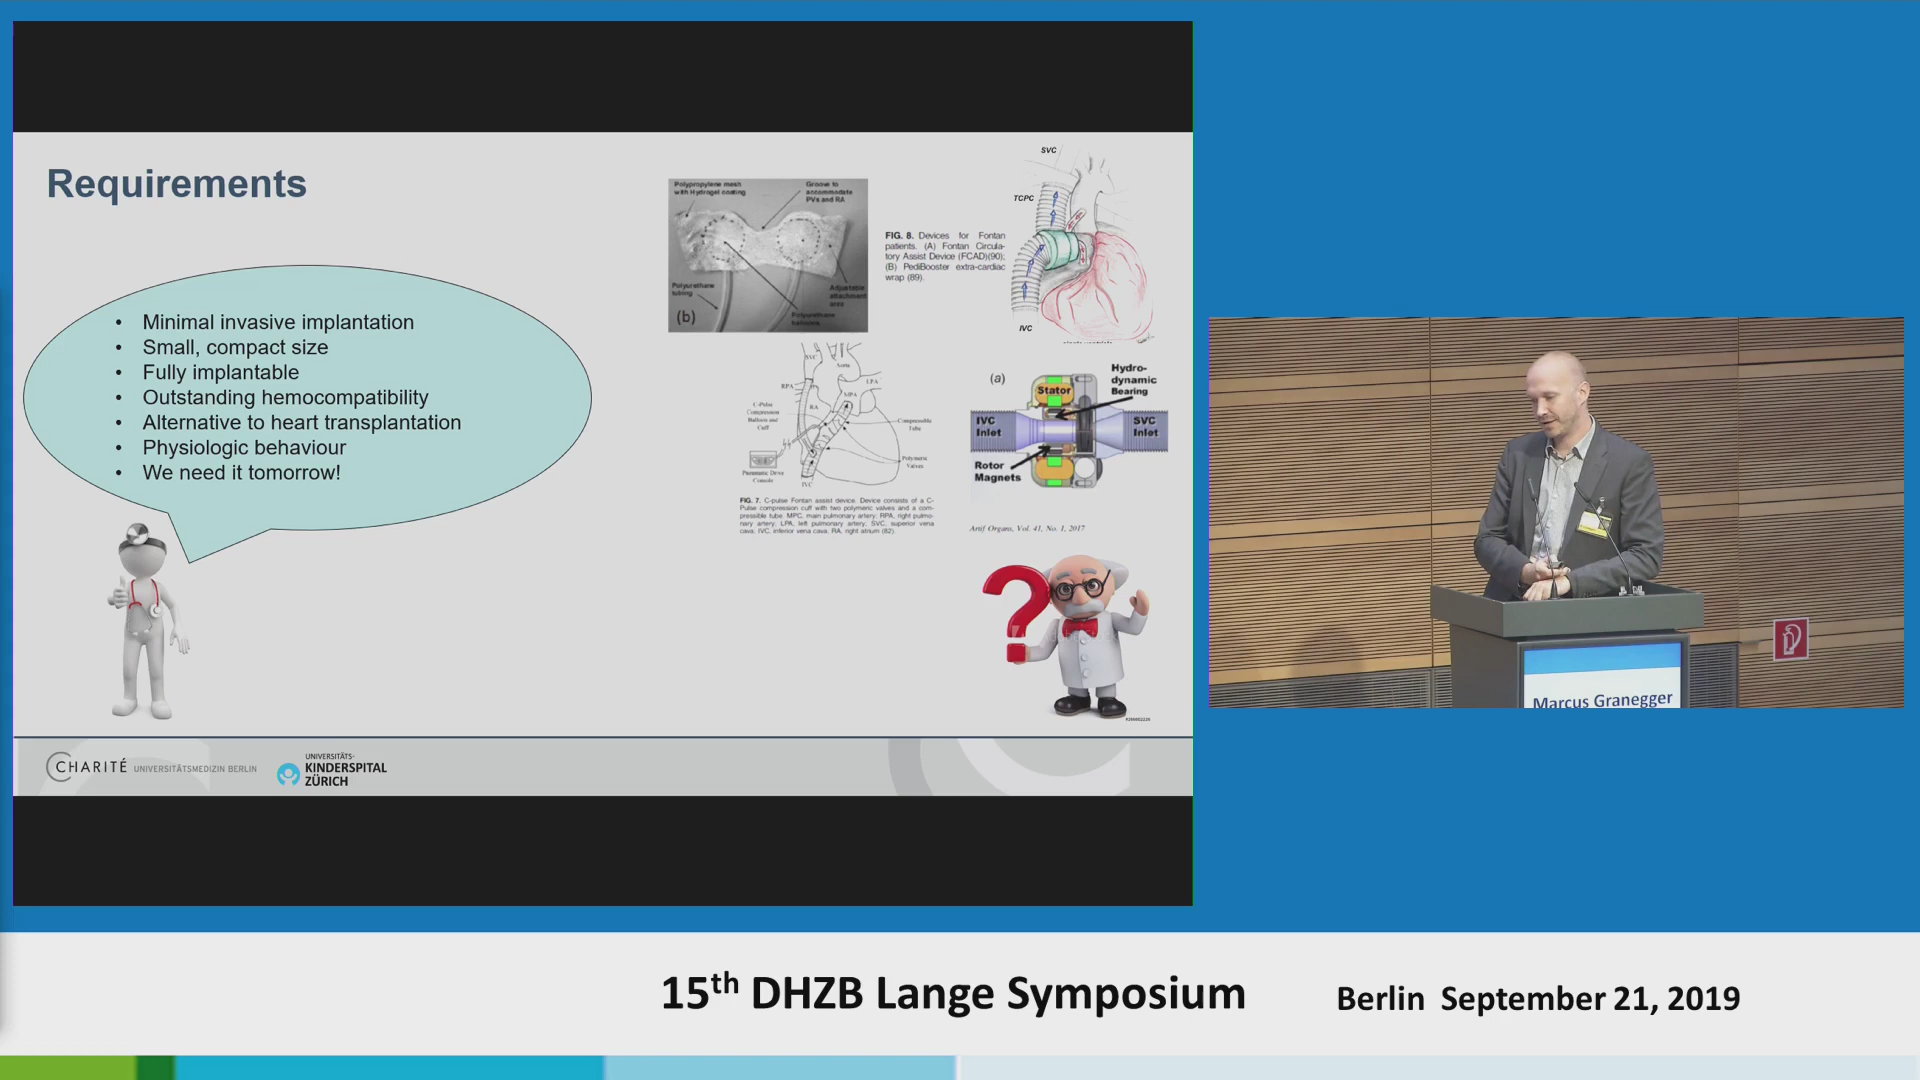 Requirements
• Minimal invasive implantation
• Small, compact size
• Fully implantable
• Outstanding hemocompatibility
• Alternative to heart transplantation
• Physiologic behaviour
• We need it tomorrow!
Polypropylene mesh
with Hydrogel coating
Groove to
accommodate
PVs and RA
Polyurethane
tubing
Adjustable
attachment
area
Polyurethane
balloons
(b)
FIG. 8. Devices for Fontan
patients. (A) Fontan Circula-
tory Assist Device (FCAD)(90);
(B) PediBooster extra-cardiac
wrap (89).
SVC
TCPC
IVC
SVC
Aorta
RPA
LPA
MPA
RA
C-Pulse
Compression
Balloon and
Cuff
Compressible
Tube
Polymeric
Valves
Pneumatic Drive
Console
IVC
FIG. 7. C-pulse Fontan assist device. Device consists of a C-
Pulse compression cuff with two polymeric valves and a com-
pressible tube. MPC, main pulmonary artery; RPA, right pulmo-
nary artery; LPA, left pulmonary artery; SVC, superior vena
cava; IVC, inferior vena cava; RA, right atrium (82).
(a)
Hydro-
dynamic
Bearing
Stator
IVC
Inlet
SVC
Inlet
Rotor
Magnets
Artif Organs, Vol. 41, No. 1, 2017
CHARITÉ UNIVERSITÄTSMEDIZIN BERLIN
UNIVERSITÄTS-
KINDERSPITAL
ZÜRICH
Marcus Granegger
15th DHZB Lange Symposium
Berlin September 21, 2019